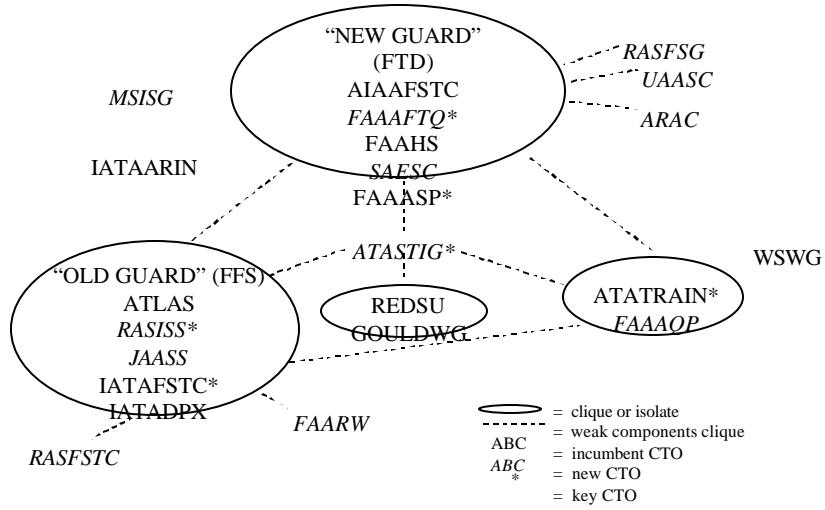 “NEW GUARD”
(FTD)
AIAAFSTC
FAAAFTQ*
FAAHS
SAESC
FAAASP*
RASFSG
UAASC
ARAC
MSISG
IATAARIN
ATASTIG*
WSWG
“OLD GUARD” (FFS)
ATLAS
RASISS*
JAASS
IATAFSTC*
IATADPX
REDSU
GOULDWG
ATATRAIN*
FAAAQP
RASFSTC
FAARW
= clique or isolate
= weak components clique
ABC = incumbent CTO
ABC = new CTO
* = key CTO